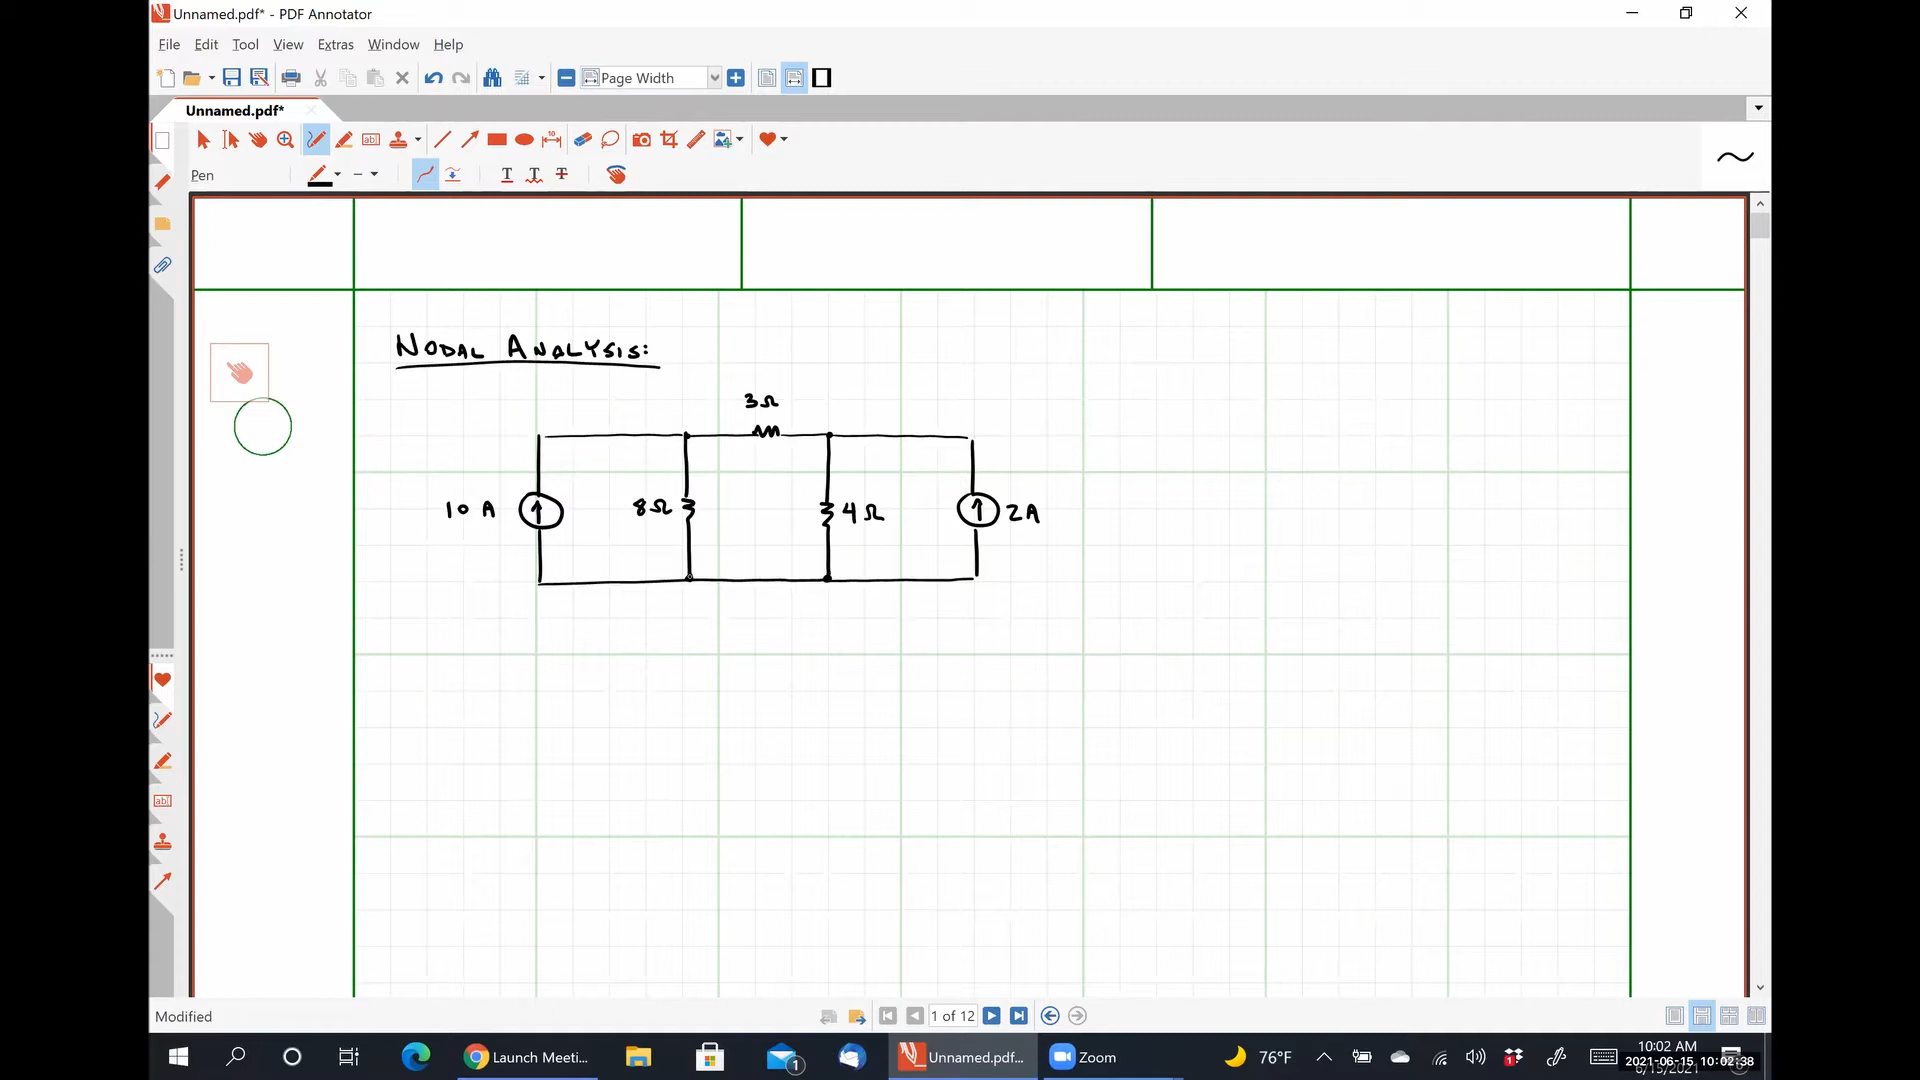 Unnamed.pdf* - PDF Annotator
File Edit Tool View Extras Window Help
Page Width
Unnamed.pdf*
Pen
NODAL ANALYSIS:
3Ω
10 A
8Ω
4Ω
2A
Modified
1 of 12
Launch Meeti...
1
Unnamed.pdf...
Zoom
76°F
1
10:02 AM
2021-06-15, 10:02:38